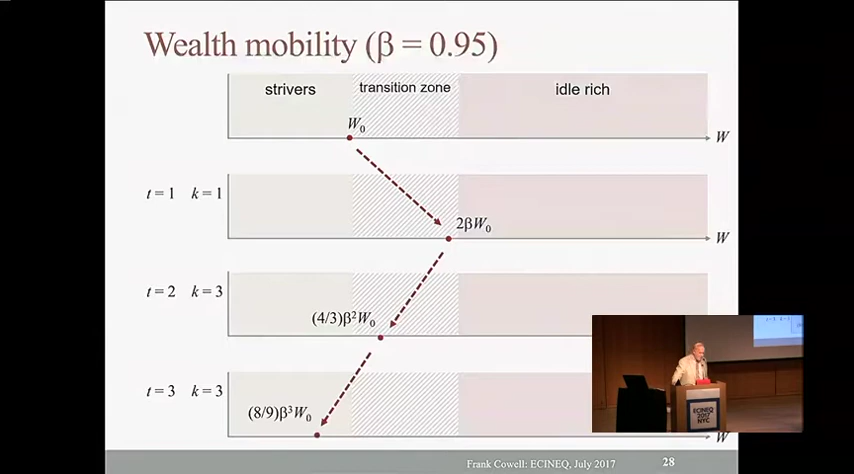 Wealth mobility (β = 0.95)
strivers
transition zone
idle rich
W₀
W
t = 1 k = 1
2βW₀
W
t = 2 k = 3
(4/3)β²W₀
t = 3 k = 3
(8/9)β³W₀
W
ECINEQ
2017
NYC
Frank Cowell: ECINEQ, July 2017
28